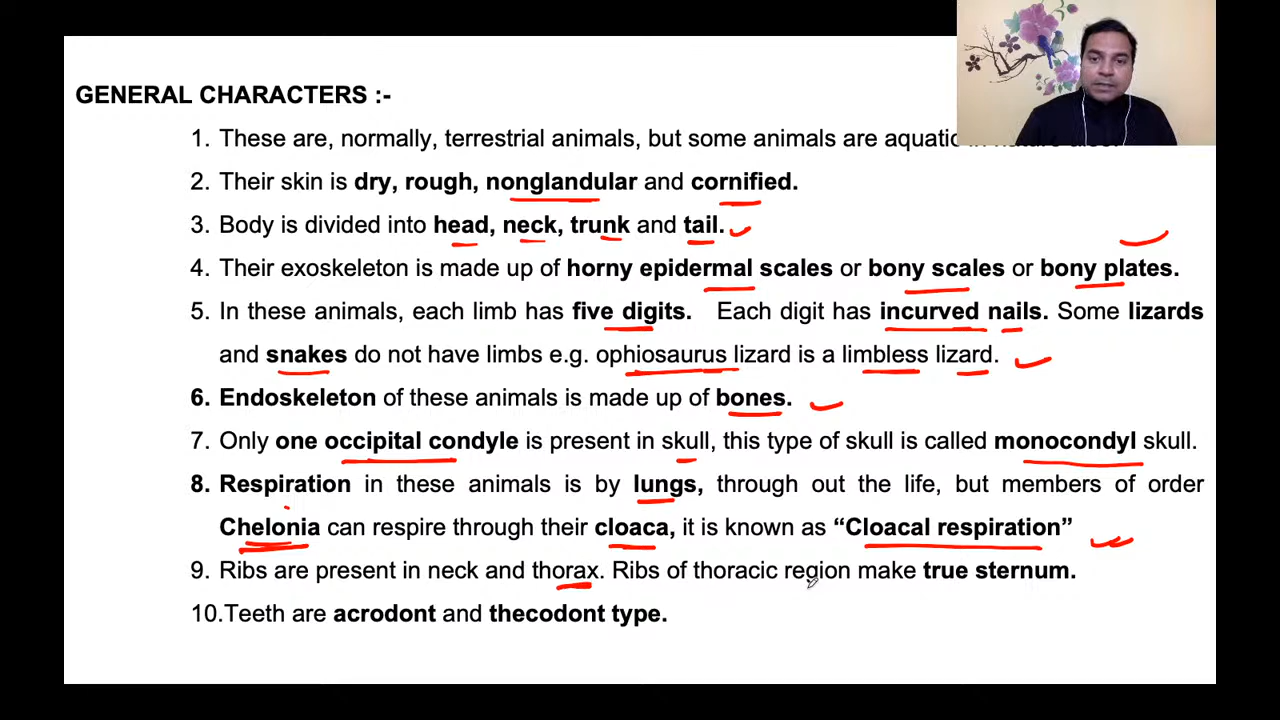 GENERAL CHARACTERS :-
1. These are, normally, terrestrial animals, but some animals are aquatic
2. Their skin is dry, rough, nonglandular and cornified.
3. Body is divided into head, neck, trunk and tail.
4. Their exoskeleton is made up of horny epidermal scales or bony scales or bony plates.
5. In these animals, each limb has five digits. Each digit has incurved nails. Some lizards
and snakes do not have limbs e.g. ophiosaurus lizard is a limbless lizard.
6. Endoskeleton of these animals is made up of bones.
7. Only one occipital condyle is present in skull, this type of skull is called monocondyl skull.
8. Respiration in these animals is by lungs, through out the life, but members of order
Chelonia can respire through their cloaca, it is known as “Cloacal respiration”
9. Ribs are present in neck and thorax. Ribs of thoracic region make true sternum.
10.Teeth are acrodont and thecodont type.